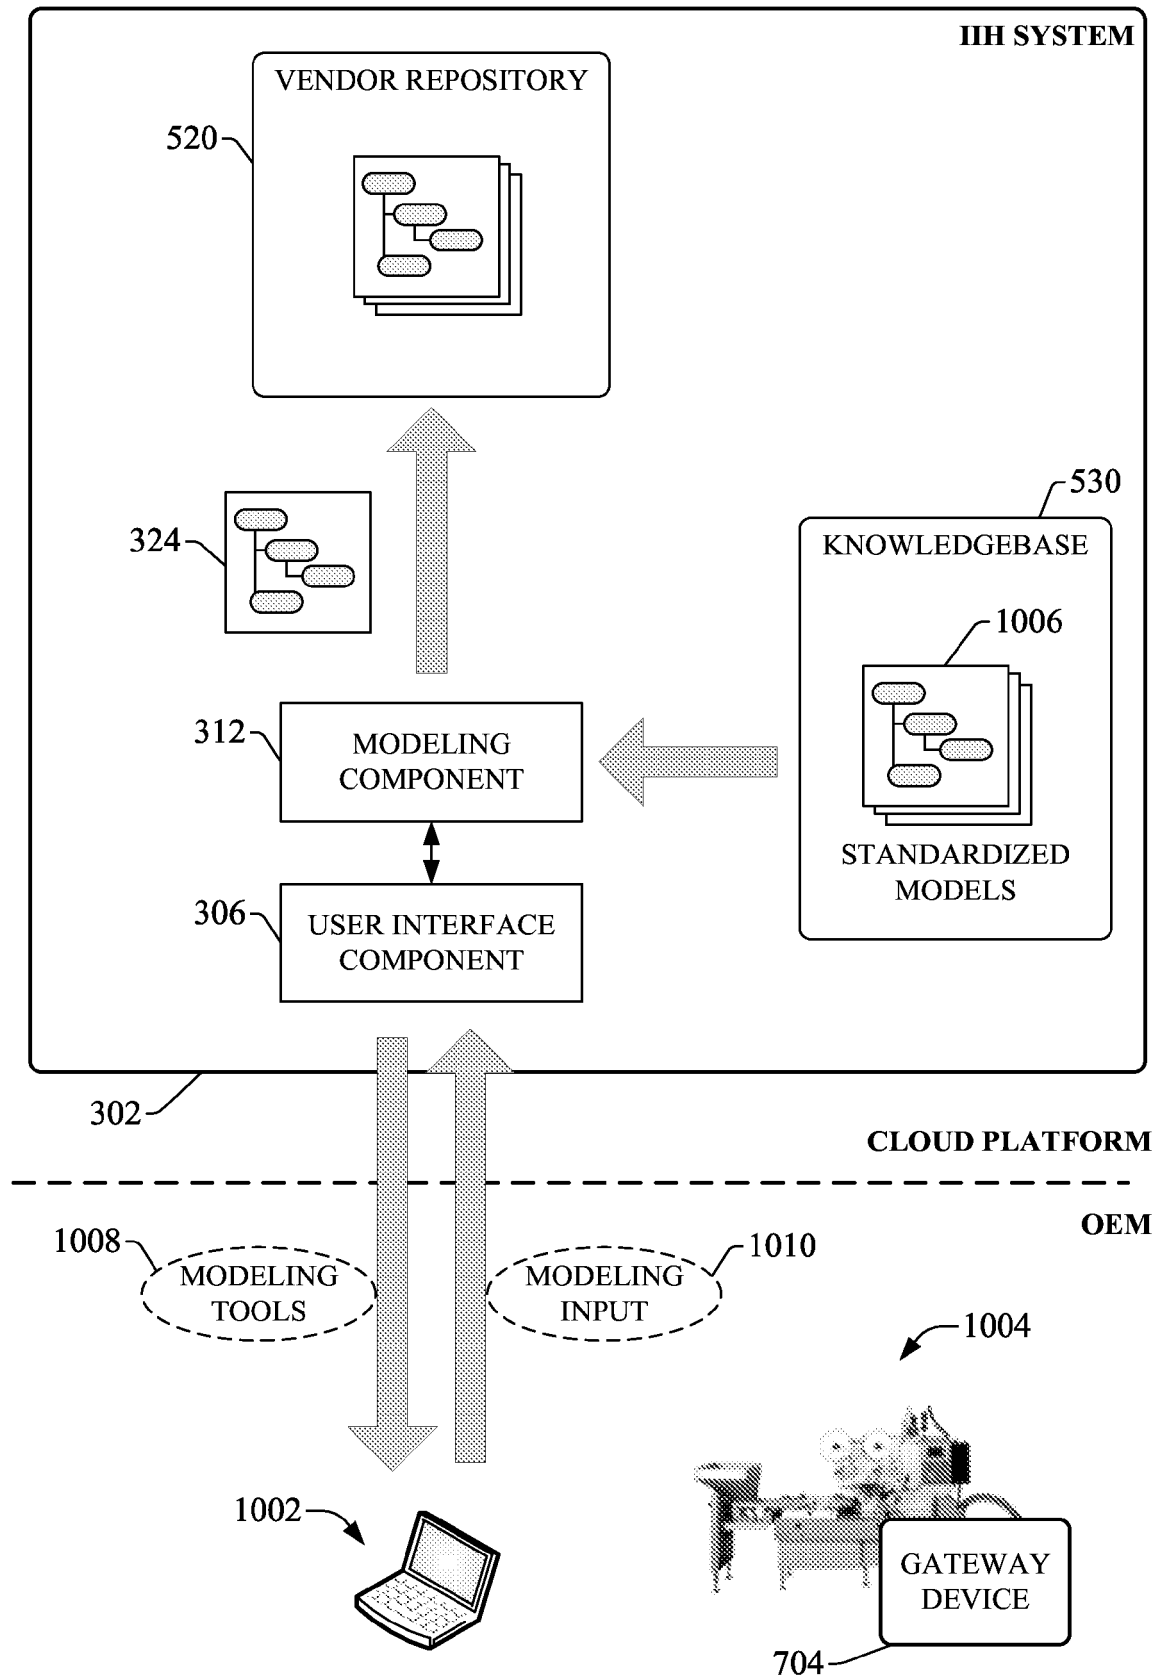 IIH SYSTEM
VENDOR REPOSITORY
520
530
324
KNOWLEDGEBASE
1006
312
MODELING
COMPONENT
STANDARDIZED
MODELS
306
USER INTERFACE
COMPONENT
302
CLOUD PLATFORM
OEM
1008
1010
MODELING
TOOLS
MODELING
INPUT
1004
1002
GATEWAY
DEVICE
704